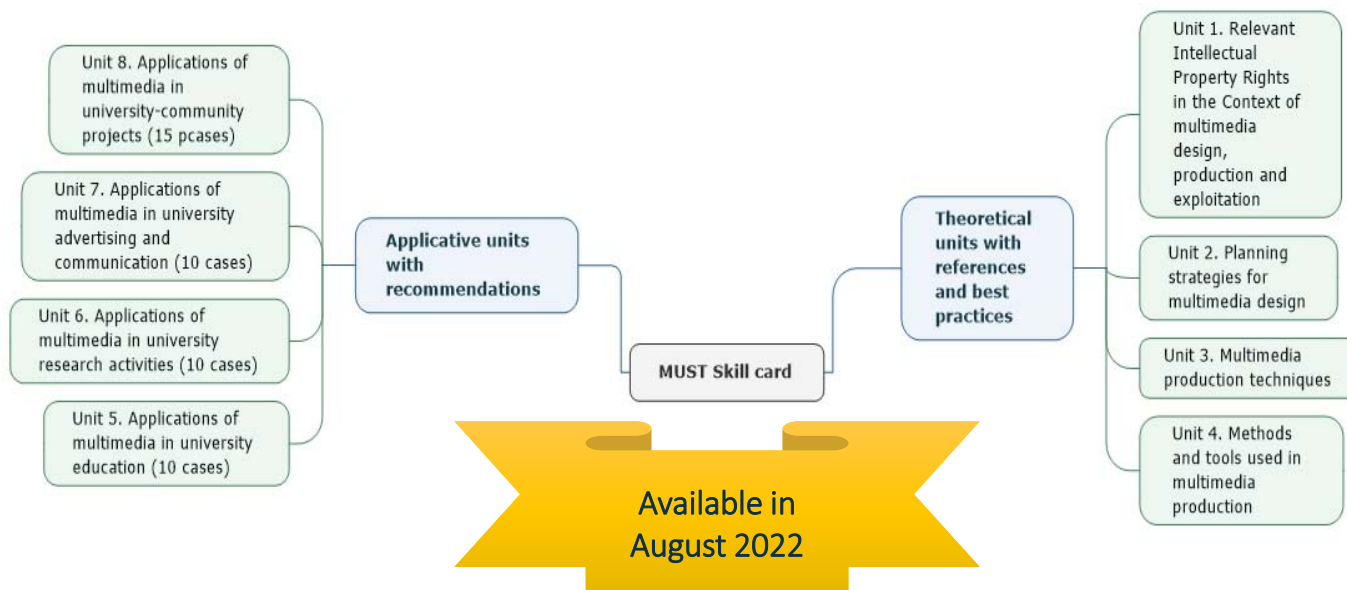 Unit 8. Applications of
multimedia in
university-community
projects (15 pcases)
Unit 7. Applications of
multimedia in university
advertising and
communication (10 cases)
Unit 6. Applications of
multimedia in university
research activities (10 cases)
Unit 5. Applications of
multimedia in university
education (10 cases)
Applicative units
with
recommendations
MUST Skill card
Theoretical
units with
references
and best
practices
Unit 1. Relevant
Intellectual
Property Rights
in the Context of
multimedia
design,
production and
exploitation
Unit 2. Planning
strategies for
multimedia design
Unit 3. Multimedia
production techniques
Unit 4. Methods
and tools used in
multimedia
production
Available in
August 2022